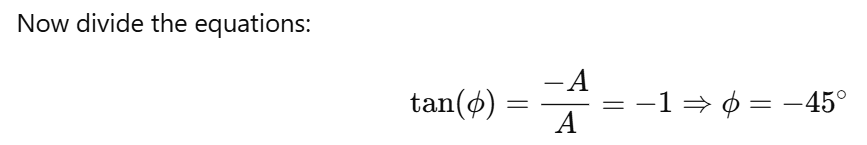 Now divide the equations:
tan(ϕ) = −A/A = −1 ⇒ ϕ = −45°